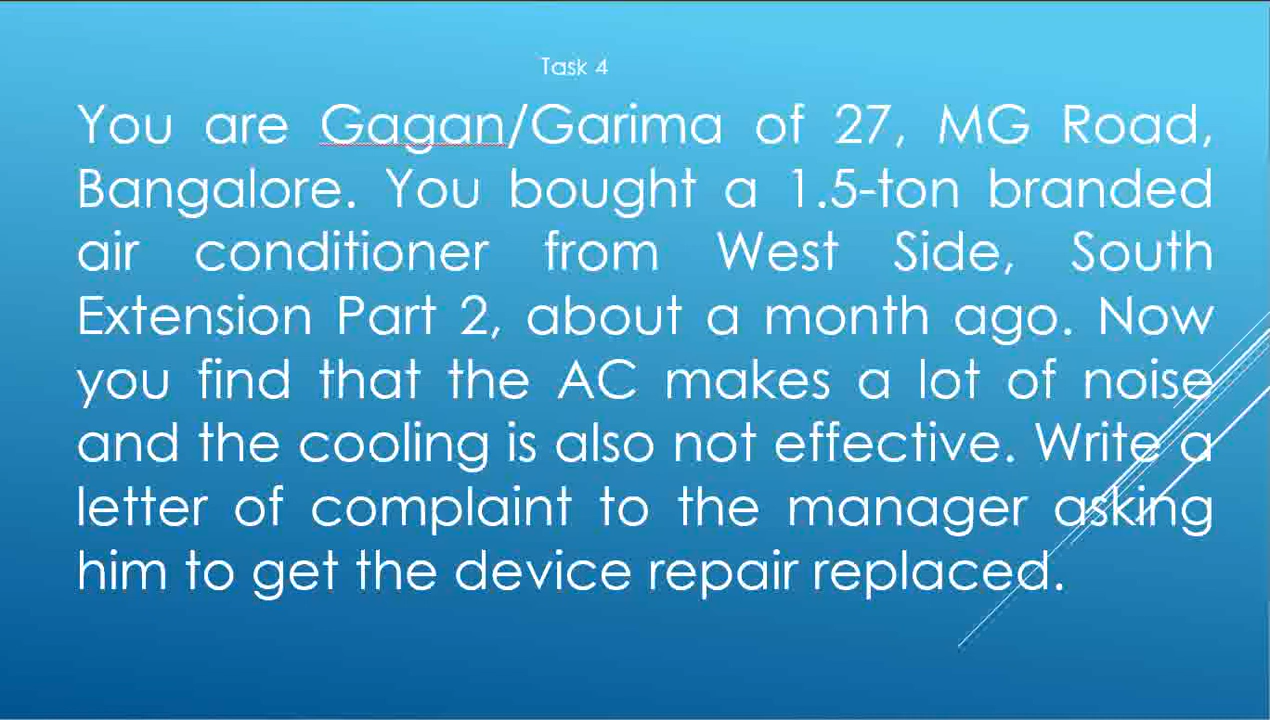 Task 4
You are Gagan/Garima of 27, MG Road,
Bangalore. You bought a 1.5-ton branded
air conditioner from West Side, South
Extension Part 2, about a month ago. Now
you find that the AC makes a lot of noise
and the cooling is also not effective. Write a
letter of complaint to the manager asking
him to get the device repair replaced.